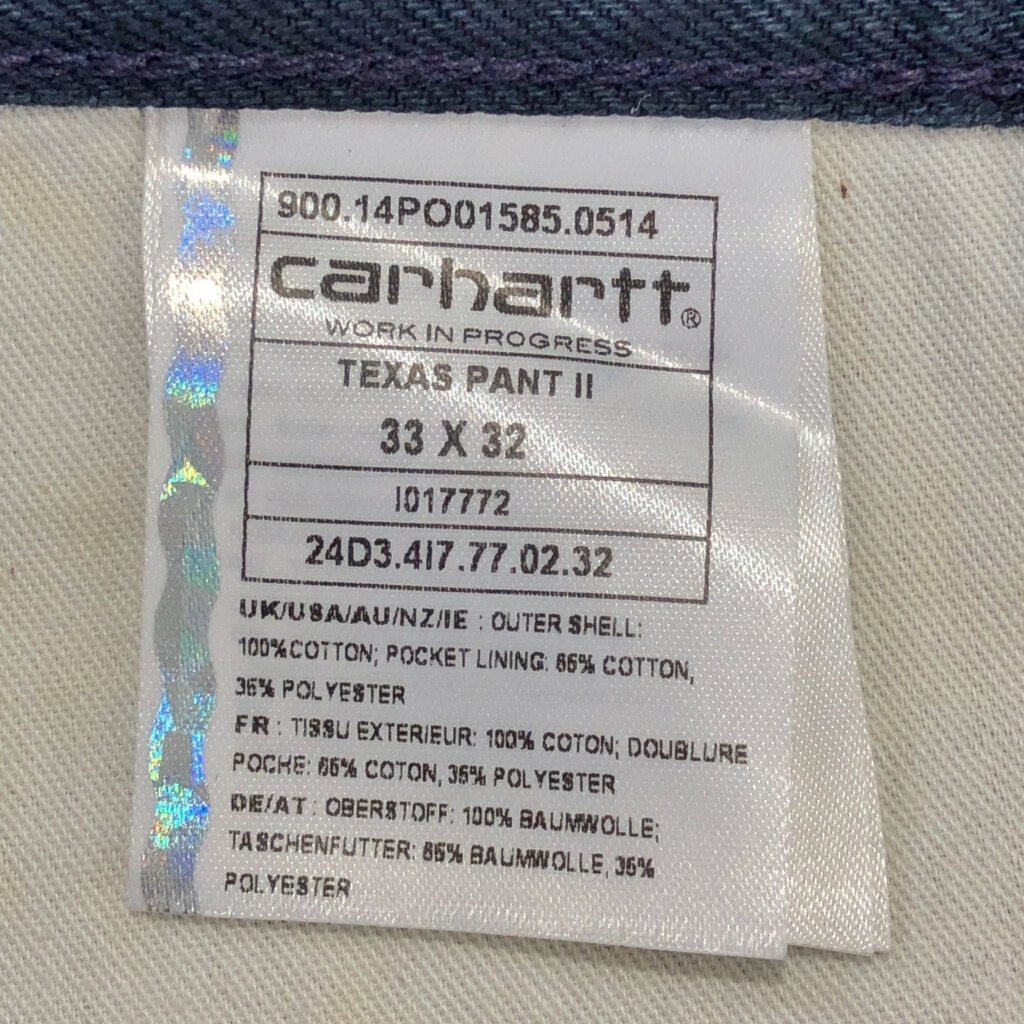 900.14PO01585.0514
carhartt®
WORK IN PROGRESS
TEXAS PANT II
33 X 32
I017772
24D3.4I7.77.02.32
UK/USA/AU/NZ/IE : OUTER SHELL:
100%COTTON; POCKET LINING: 65% COTTON,
35% POLYESTER
FR : TISSU EXTERIEUR: 100% COTON; DOUBLURE
POCHE: 65% COTON, 35% POLYESTER
DE/AT : OBERSTOFF: 100% BAUMWOLLE;
TASCHENFUTTER: 65% BAUMWOLLE, 35%
POLYESTER